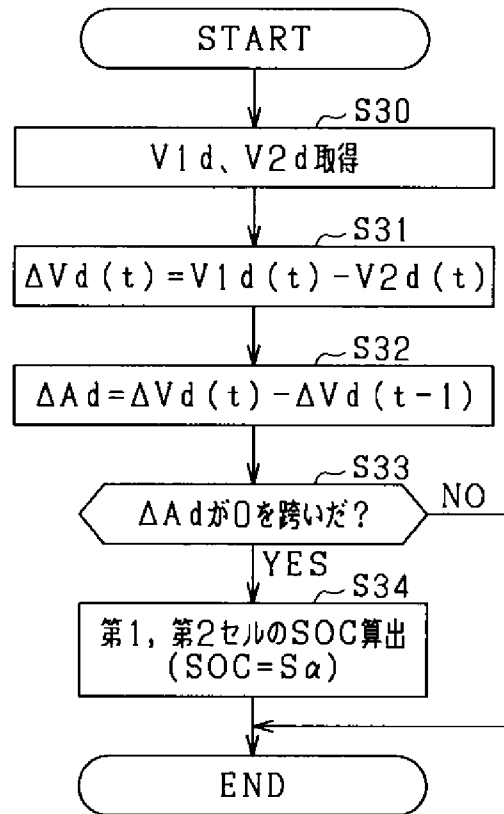 START
S30
V1d、V2d取得
S31
ΔVd(t)=V1d(t)-V2d(t)
S32
ΔAd=ΔVd(t)-ΔVd(t-1)
S33
ΔAdが0を跨いだ?
NO
YES
S34
第1,第2セルのSOC算出
(SOC=Sα)
END